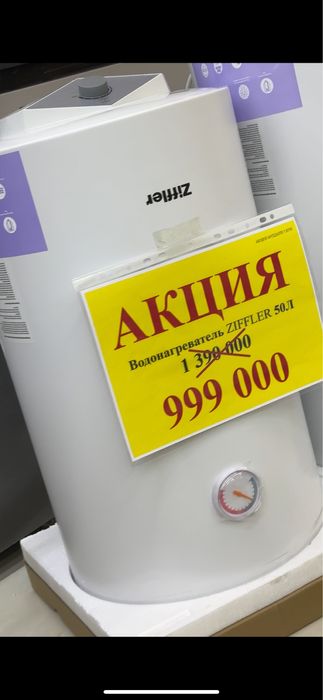 Ziffler
АКЦИЯ
Водонагреватель ZIFFLER 50Л
1 390 000
999 000